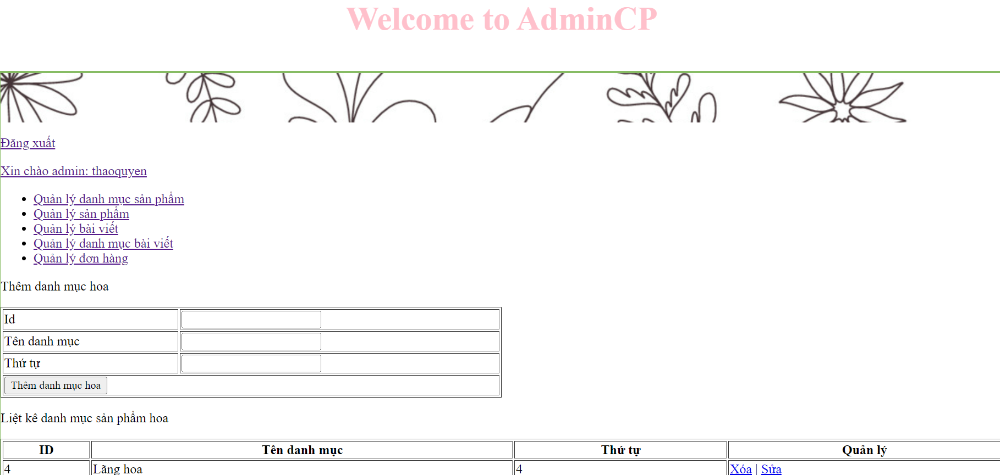 Welcome to AdminCP
Đăng xuất
Xin chào admin: thaoquyen
Quản lý danh mục sản phẩm
Quản lý sản phẩm
Quản lý bài viết
Quản lý danh mục bài viết
Quản lý đơn hàng
Thêm danh mục hoa
Id
Tên danh mục
Thứ tự
Thêm danh mục hoa
Liệt kê danh mục sản phẩm hoa
ID Tên danh mục Thứ tự Quản lý
4 Lãng hoa 4 Xóa | Sửa